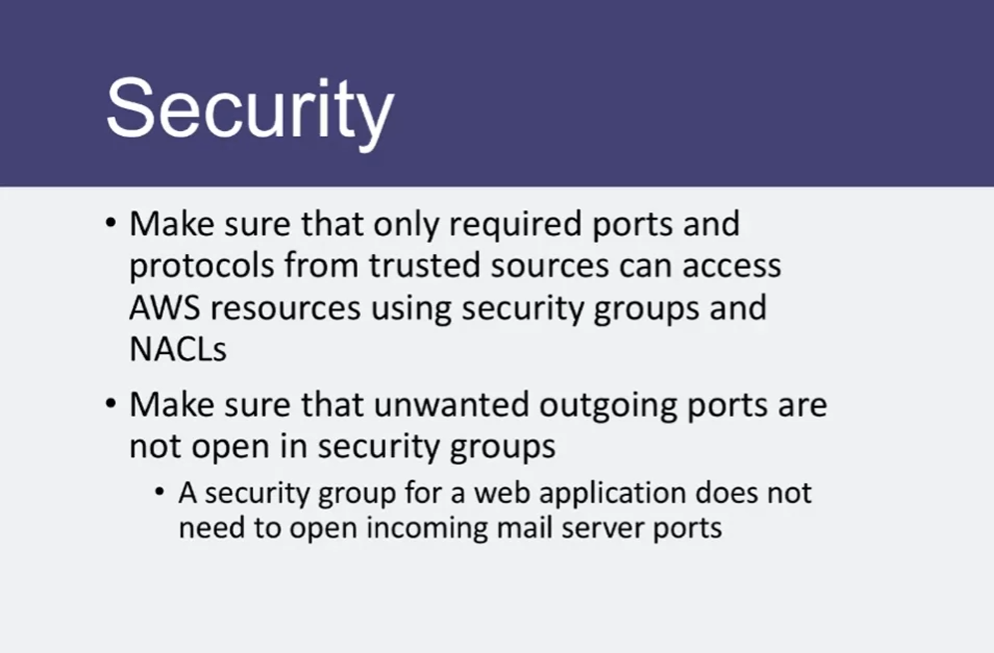 Security
• Make sure that only required ports and
protocols from trusted sources can access
AWS resources using security groups and
NACLs
• Make sure that unwanted outgoing ports are
not open in security groups
• A security group for a web application does not
need to open incoming mail server ports